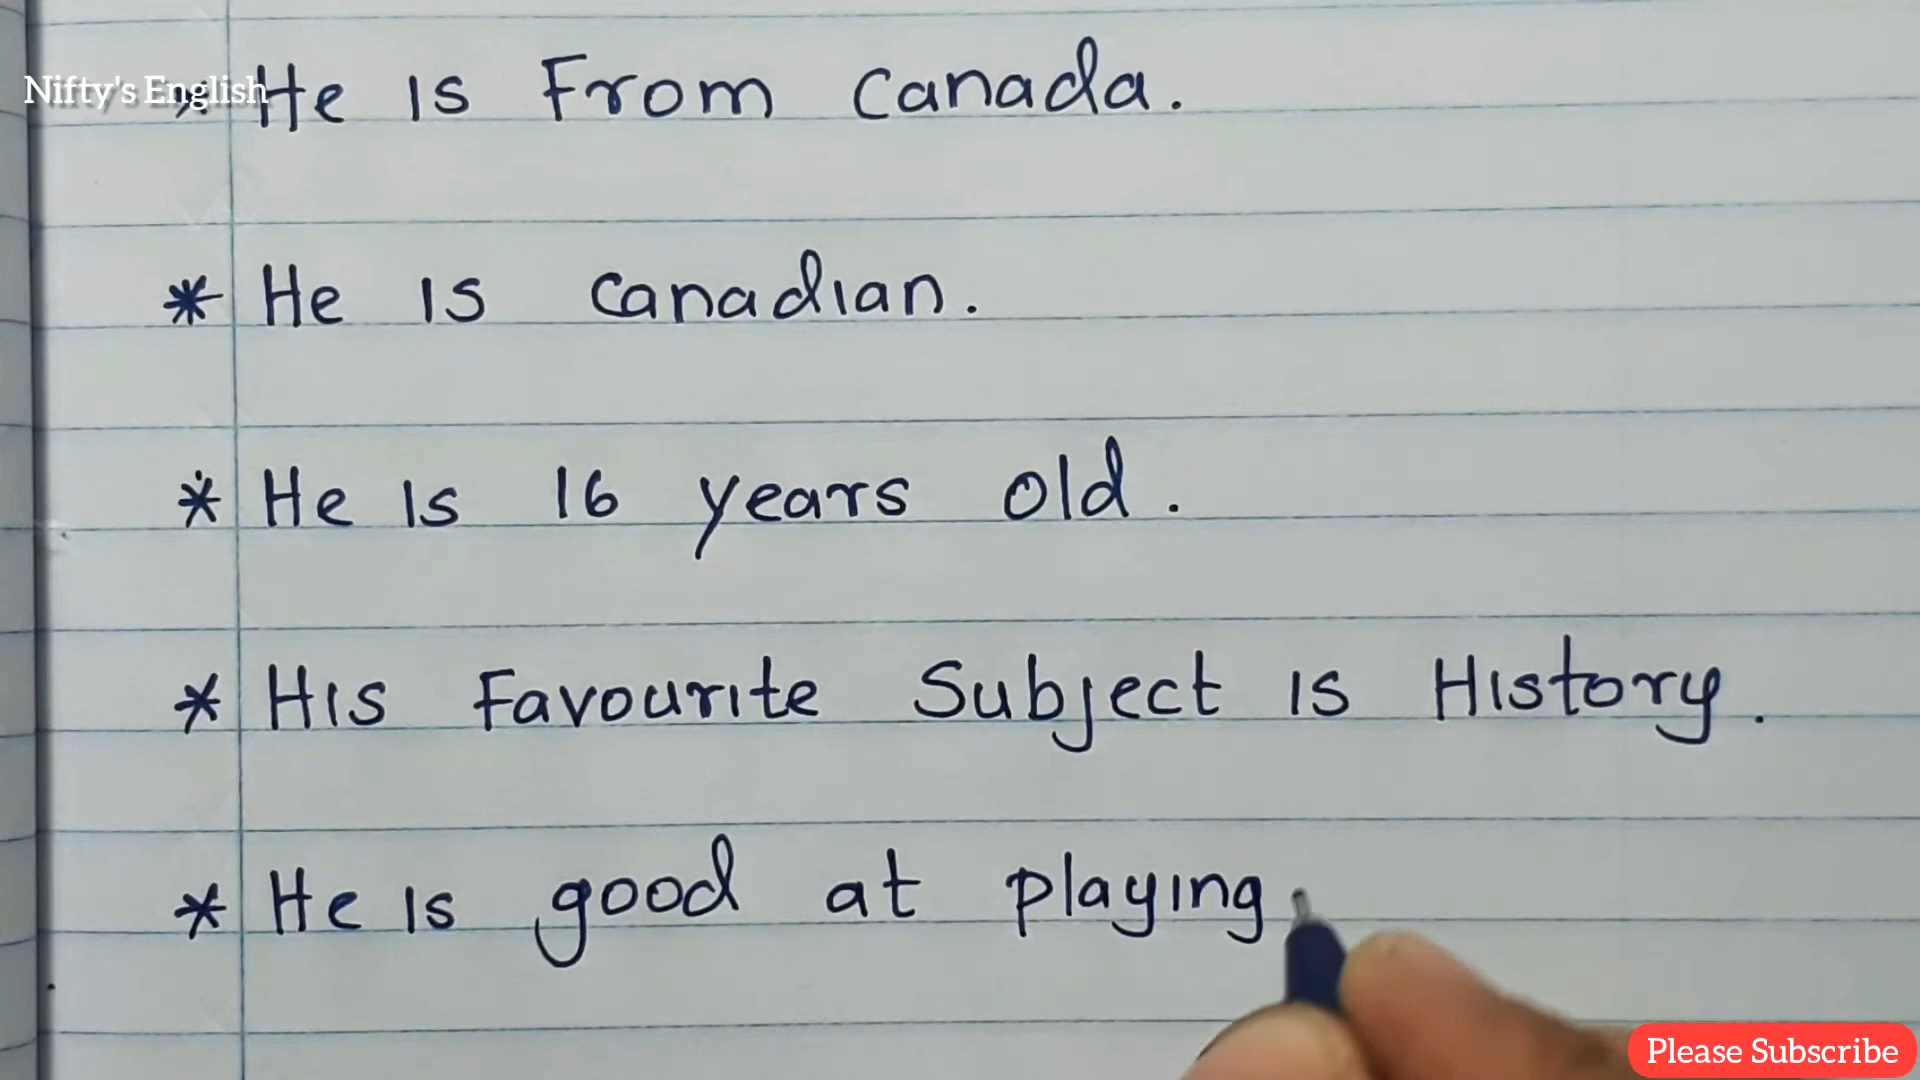 Nifty's English
* He is From Canada.
* He is Canadian.
* He is 16 years old.
* His Favourite Subject is History.
* He is good at playing
Please Subscribe